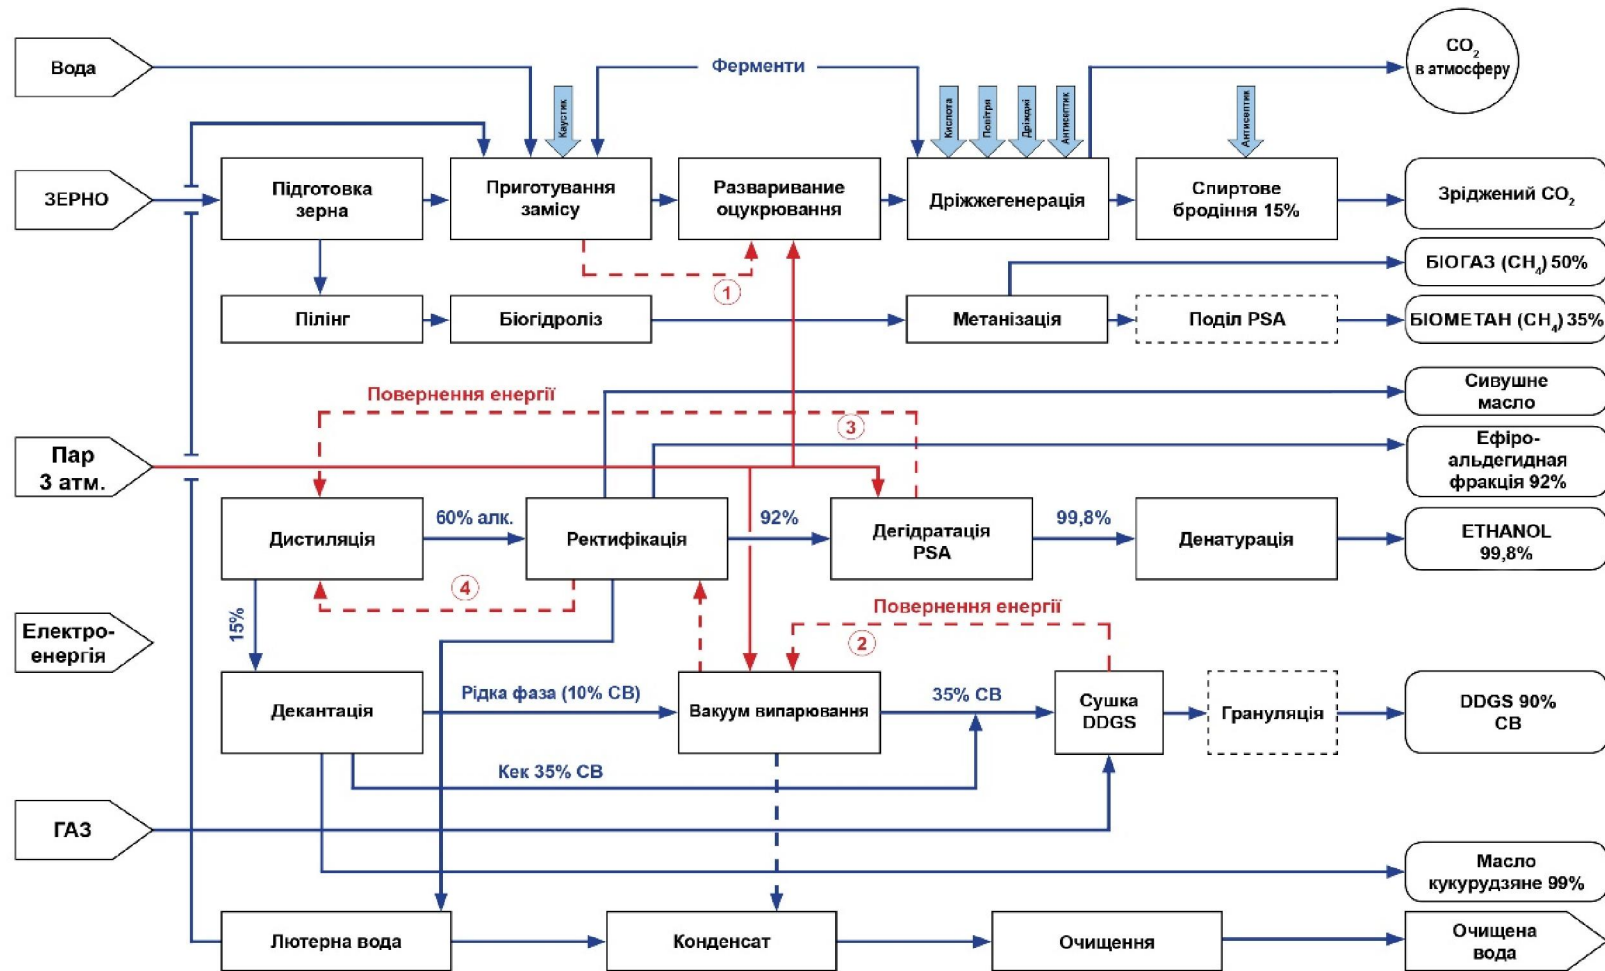 Вода
Ферменти
CO2
в атмосферу
Каустик
Кислота
Повітря
Дріжджі
Антисептик
Антисептик
ЗЕРНО
Підготовка
зерна
Приготування
замісу
Разваривание
оцукрювання
Дріжжегенерація
Спиртове
бродіння 15%
Зріджений CO2
1
БІОГАЗ (CH4) 50%
Пілінг
Біогідроліз
Метанізація
Поділ PSA
БІОМЕТАН (CH4) 35%
Повернення енергії
3
Сивушне
масло
Пар
3 атм.
Ефіро-
альдегидная
фракція 92%
Дистиляція
60% алк.
Ректифікація
92%
Дегідратація
PSA
99,8%
Денатурація
ETHANOL
99,8%
4
15%
Повернення енергії
2
Електро-
енергія
Декантація
Рідка фаза (10% СВ)
Вакуум випарювання
35% СВ
Сушка
DDGS
Грануляція
DDGS 90%
СВ
Кек 35% СВ
ГАЗ
Масло
кукурудзяне 99%
Лютерна вода
Конденсат
Очищення
Очищена
вода